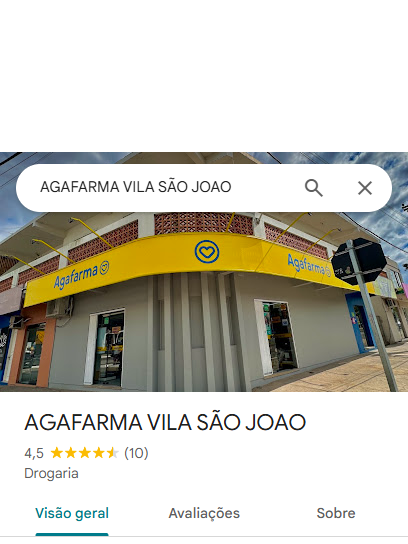 AGAFARMA VILA SÃO JOAO
Agafarma
Agafarma
AGAFARMA VILA SÃO JOAO
4,5 (10)
Drogaria
Visão geral Avaliações Sobre